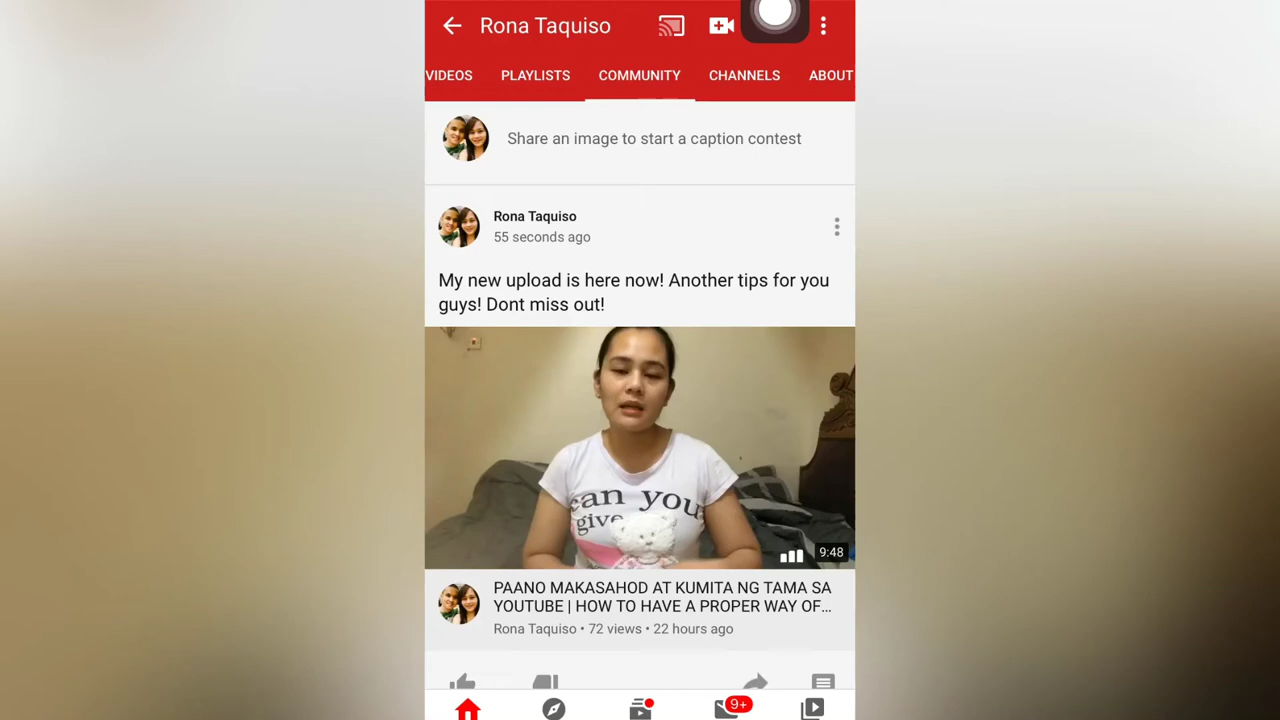 Rona Taquiso
VIDEOS PLAYLISTS COMMUNITY CHANNELS ABOUT
Share an image to start a caption contest
Rona Taquiso
55 seconds ago
My new upload is here now! Another tips for you
guys! Dont miss out!
can you
give
9:48
PAANO MAKASAHOD AT KUMITA NG TAMA SA
YOUTUBE | HOW TO HAVE A PROPER WAY OF...
Rona Taquiso • 72 views • 22 hours ago
9+